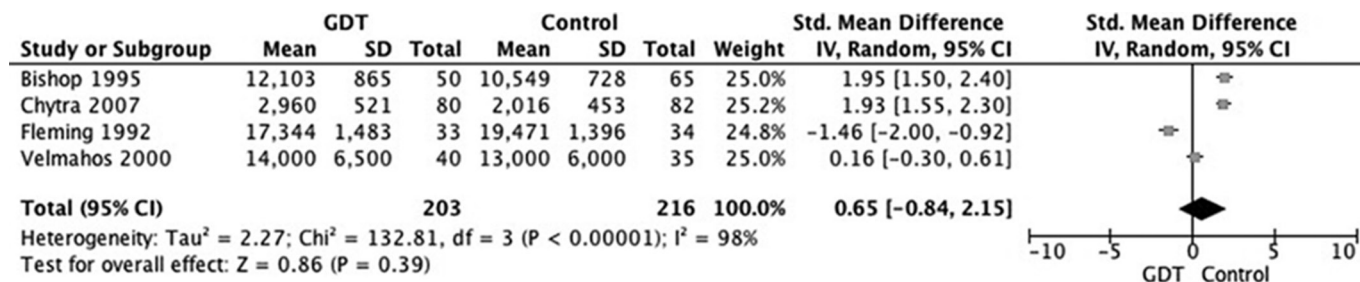 GDT Control Std. Mean Difference Std. Mean Difference
Study or Subgroup Mean SD Total Mean SD Total Weight IV, Random, 95% CI IV, Random, 95% CI
Bishop 1995 12,103 865 50 10,549 728 65 25.0% 1.95 [1.50, 2.40]
Chytra 2007 2,960 521 80 2,016 453 82 25.2% 1.93 [1.55, 2.30]
Fleming 1992 17,344 1,483 33 19,471 1,396 34 24.8% -1.46 [-2.00, -0.92]
Velmahos 2000 14,000 6,500 40 13,000 6,000 35 25.0% 0.16 [-0.30, 0.61]
Total (95% CI) 203 216 100.0% 0.65 [-0.84, 2.15]
Heterogeneity: Tau² = 2.27; Chi² = 132.81, df = 3 (P < 0.00001); I² = 98%
Test for overall effect: Z = 0.86 (P = 0.39)
-10 -5 0 5 10
GDT Control